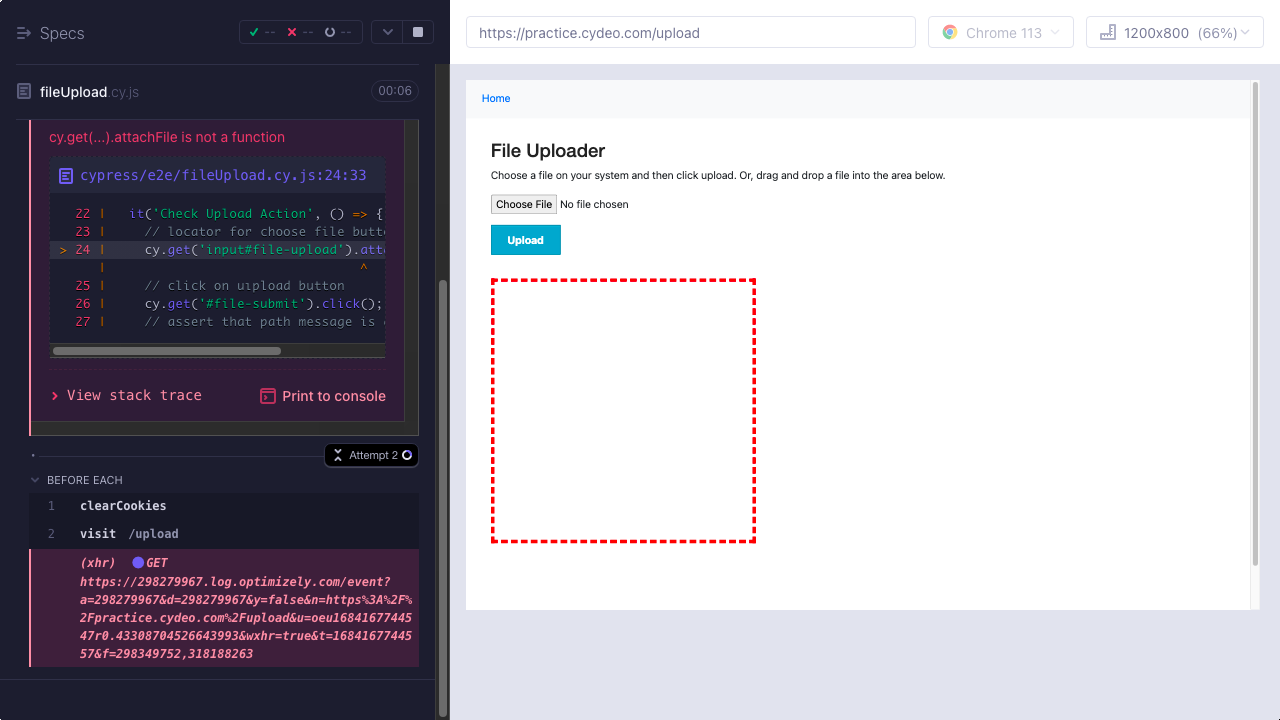 Specs
--
--
--
fileUpload.cy.js
00:06
cy.get(...).attachFile is not a function
cypress/e2e/fileUpload.cy.js:24:33
22 | it('Check Upload Action', () => {
23 | // locator for choose file butt
> 24 | cy.get('input#file-upload').att
| ^
25 | // click on uıpload button
26 | cy.get('#file-submit').click();
27 | // assert that path message is
View stack trace
Print to console
Attempt 2
BEFORE EACH
1 clearCookies
2 visit /upload
(xhr) GET
https://298279967.log.optimizely.com/event?
a=298279967&d=298279967&y=false&n=https%3A%2F%
2Fpractice.cydeo.com%2Fupload&u=oeu16841677445
47r0.43308704526643993&wxhr=true&t=16841677445
57&f=298349752,318188263
https://practice.cydeo.com/upload
Chrome 113
1200x800 (66%)
Home
File Uploader
Choose a file on your system and then click upload. Or, drag and drop a file into the area below.
Choose File No file chosen
Upload